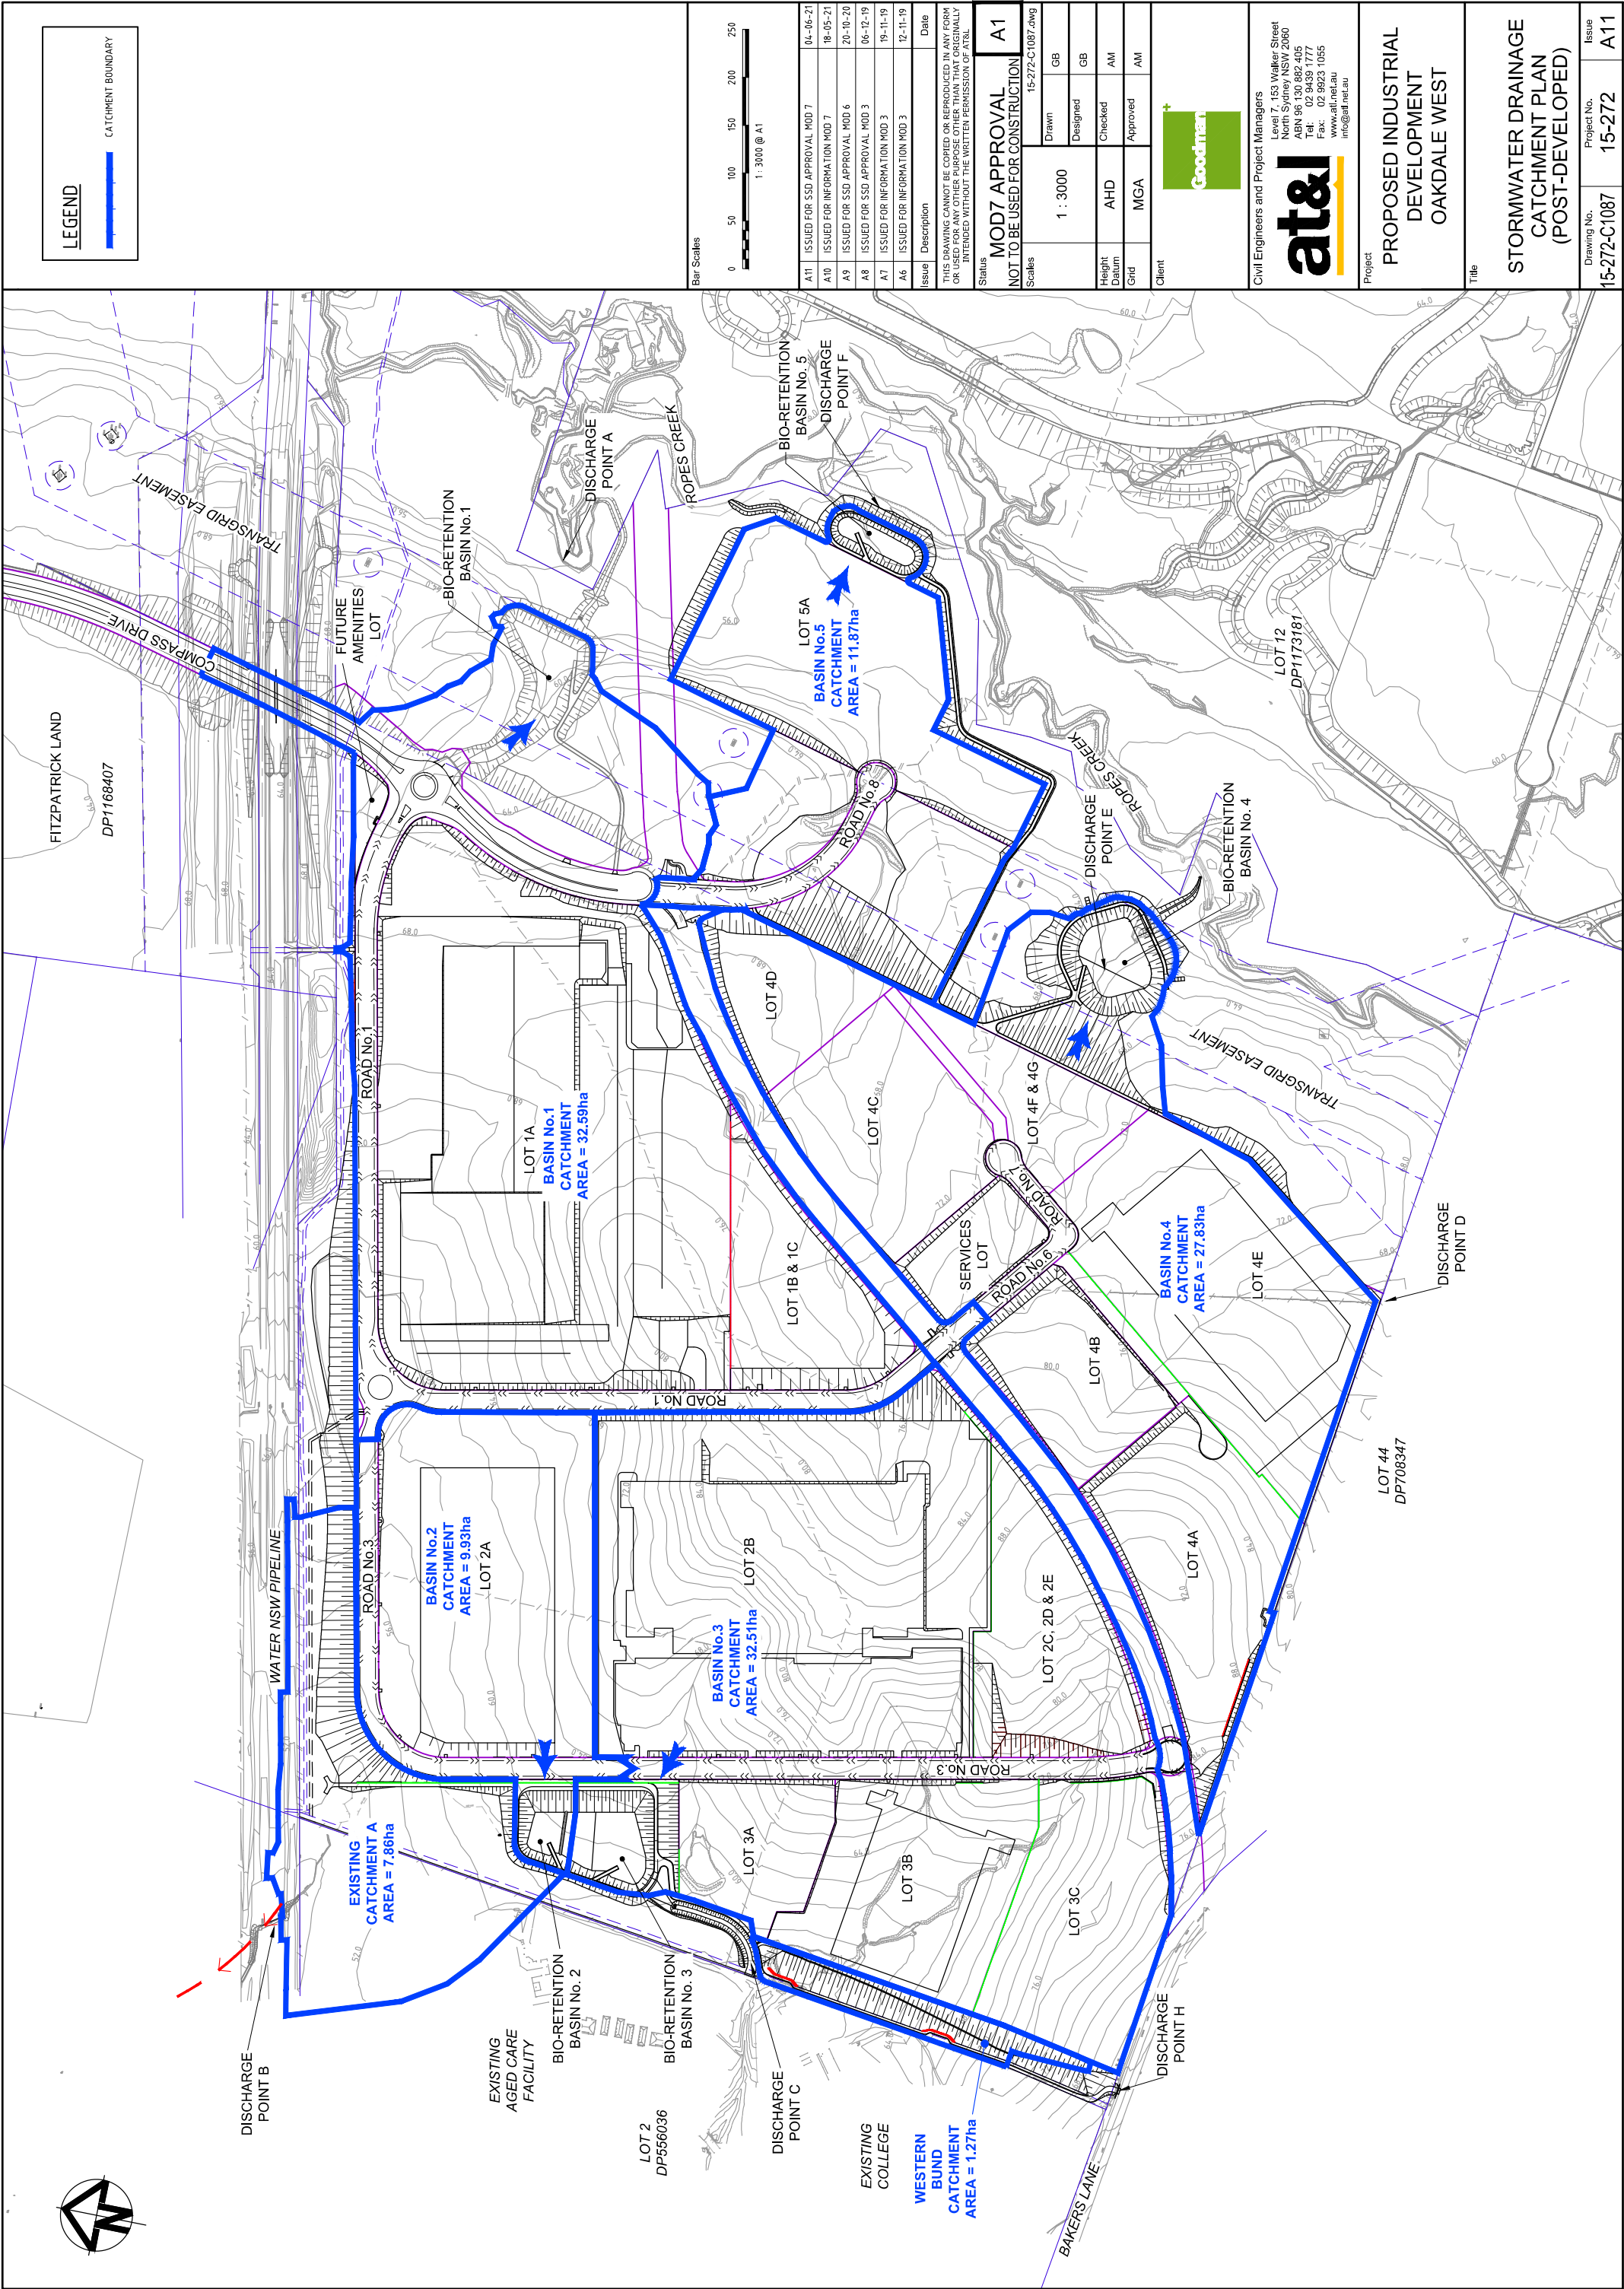 LEGEND
CATCHMENT BOUNDARY
FITZPATRICK LAND
DP1168407
COMPASS DRIVE
TRANSGRID EASEMENT
FUTURE
AMENITIES
LOT
BIO-RETENTION
BASIN No.1
DISCHARGE
POINT A
ROPES CREEK
BIO-RETENTION
BASIN No. 5
DISCHARGE
POINT F
LOT 5A
BASIN No.5
CATCHMENT
AREA = 11.87ha
LOT 12
DP1173181
ROAD No.8
ROPES CREEK
DISCHARGE
POINT E
BIO-RETENTION
BASIN No. 4
TRANSGRID EASEMENT
ROAD No.1
LOT 1A
BASIN No.1
CATCHMENT
AREA = 32.59ha
LOT 1B & 1C
LOT 4D
LOT 4C
LOT 4F & 4G
ROAD No.7
SERVICES
LOT
ROAD No.6
LOT 4B
BASIN No.4
CATCHMENT
AREA = 27.83ha
LOT 4E
DISCHARGE
POINT D
LOT 44
DP708347
LOT 4A
ROAD No.1
WATER NSW PIPELINE
ROAD No.3
BASIN No.2
CATCHMENT
AREA = 9.93ha
LOT 2A
LOT 2B
BASIN No.3
CATCHMENT
AREA = 32.51ha
LOT 2C, 2D & 2E
ROAD No.3
EXISTING
CATCHMENT A
AREA = 7.86ha
LOT 3A
LOT 3B
LOT 3C
DISCHARGE
POINT B
EXISTING
AGED CARE
FACILITY
BIO-RETENTION
BASIN No. 2
BIO-RETENTION
BASIN No. 3
LOT 2
DP556036
DISCHARGE
POINT C
EXISTING
COLLEGE
WESTERN
BUND
CATCHMENT
AREA = 1.27ha
DISCHARGE
POINT H
BAKERS LANE
N
Bar Scales
0 50 100 150 200 250
1: 3000 @ A1
A11 ISSUED FOR SSD APPROVAL MOD 7 04-06-21
A10 ISSUED FOR INFORMATION MOD 7 18-05-21
A9 ISSUED FOR SSD APPROVAL MOD 6 20-10-20
A8 ISSUED FOR SSD APPROVAL MOD 3 06-12-19
A7 ISSUED FOR INFORMATION MOD 3 19-11-19
A6 ISSUED FOR INFORMATION MOD 3 12-11-19
Issue Description Date
THIS DRAWING CANNOT BE COPIED OR REPRODUCED IN ANY FORM
OR USED FOR ANY OTHER PURPOSE OTHER THAN THAT ORIGINALLY
INTENDED WITHOUT THE WRITTEN PERMISSION OF AT&L
Status
MOD7 APPROVAL
NOT TO BE USED FOR CONSTRUCTION
A1
Scales
15-272-C1087.dwg
1 : 3000
Drawn GB
Designed GB
Height
Datum AHD
Checked AM
Grid MGA
Approved AM
Client
Goodman
Civil Engineers and Project Managers
at&l
Level 7, 153 Walker Street
North Sydney NSW 2060
ABN 96 130 882 405
Tel: 02 9439 1777
Fax: 02 9923 1055
www.atl.net.au
info@atl.net.au
Project
PROPOSED INDUSTRIAL
DEVELOPMENT
OAKDALE WEST
Title
STORMWATER DRAINAGE
CATCHMENT PLAN
(POST-DEVELOPED)
Drawing No. Project No. Issue
15-272-C1087 15-272 A11